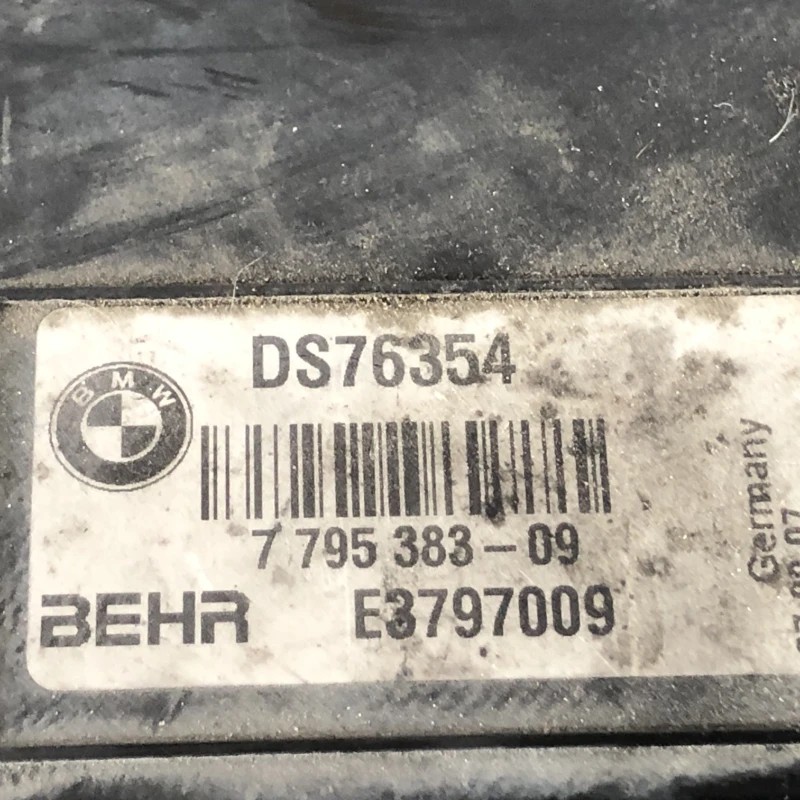 DS76354
BMW
7 795 383-09
BEHR E3797009
Germany